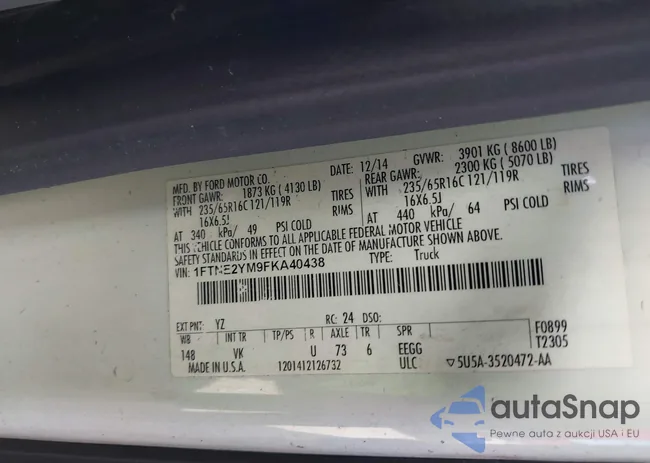 MFD. BY FORD MOTOR CO.
DATE: 12/14
GVWR: 3901 KG ( 8600 LB)
FRONT GAWR: 1873 KG ( 4130 LB)
REAR GAWR: 2300 KG ( 5070 LB)
WITH 235/65R16C 121/119R TIRES
WITH 235/65R16C 121/119R TIRES
16X6.5J RIMS
16X6.5J RIMS
AT 340 kPa/ 49 PSI COLD
AT 440 kPa/ 64 PSI COLD
THIS VEHICLE CONFORMS TO ALL APPLICABLE FEDERAL MOTOR VEHICLE
SAFETY STANDARDS IN EFFECT ON THE DATE OF MANUFACTURE SHOWN ABOVE.
VIN: 1FTNE2YM9FKA40438
TYPE: Truck
EXT PNT: YZ RC: 24 DSO:
WB INT TR TP/PS R AXLE TR SPR
148 VK U 73 6 EEGG
F0899
T2305
MADE IN U.S.A. 1201412126732 ULC
5U5A-3520472-AA
autaSnap
Pewne auta z aukcji USA i EU